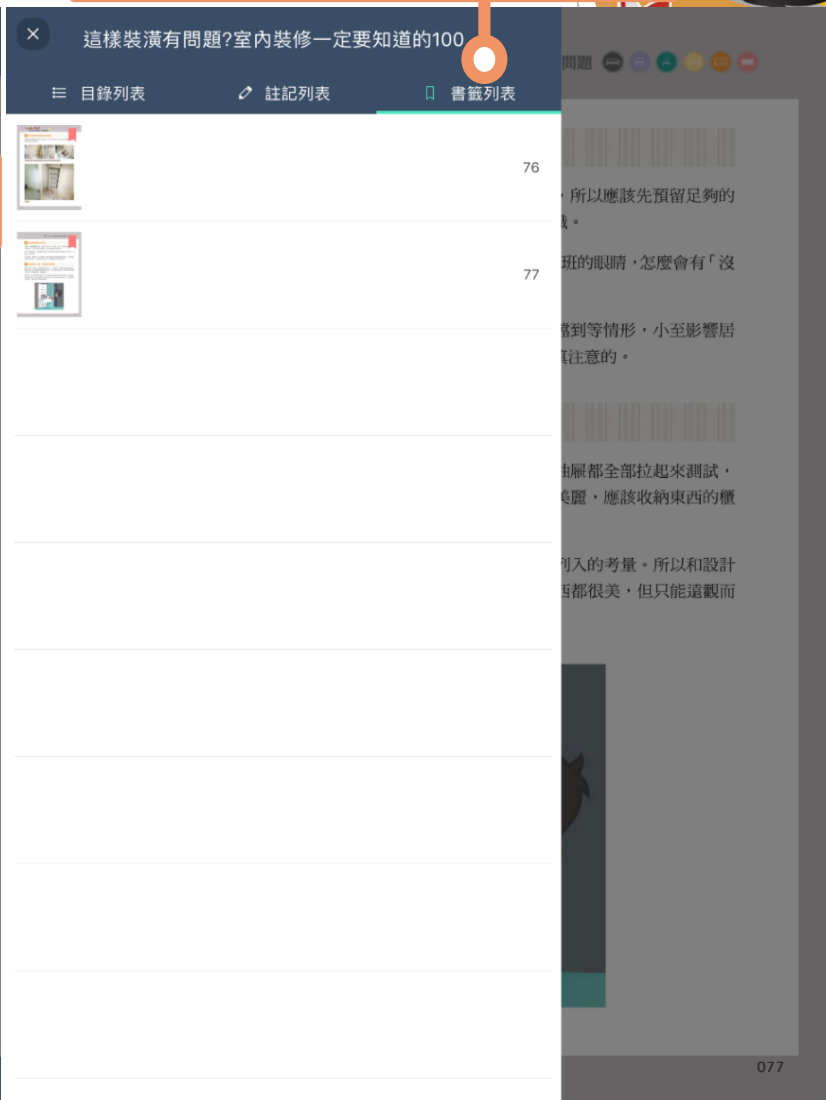 這樣裝潢有問題?室內裝修一定要知道的100
目錄列表
註記列表
書籤列表
76
77
問題
，所以應該先預留足夠的
。
班的眼睛，怎麼會有「沒
到等情形，小至影響居
注意的。
屜都全部拉起來測試，
美麗，應該收納東西的櫃
列入的考量。所以和設計
西都很美，但只能遠觀而
077